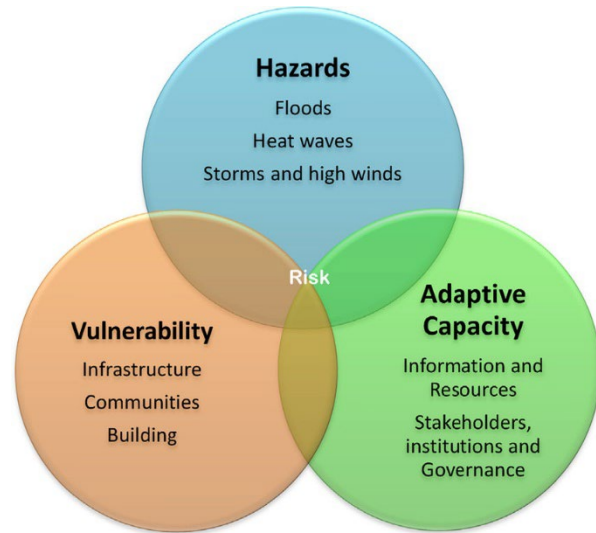 Hazards
Floods
Heat waves
Storms and high winds
Risk
Vulnerability
Infrastructure
Communities
Building
Adaptive
Capacity
Information and
Resources
Stakeholders,
institutions and
Governance